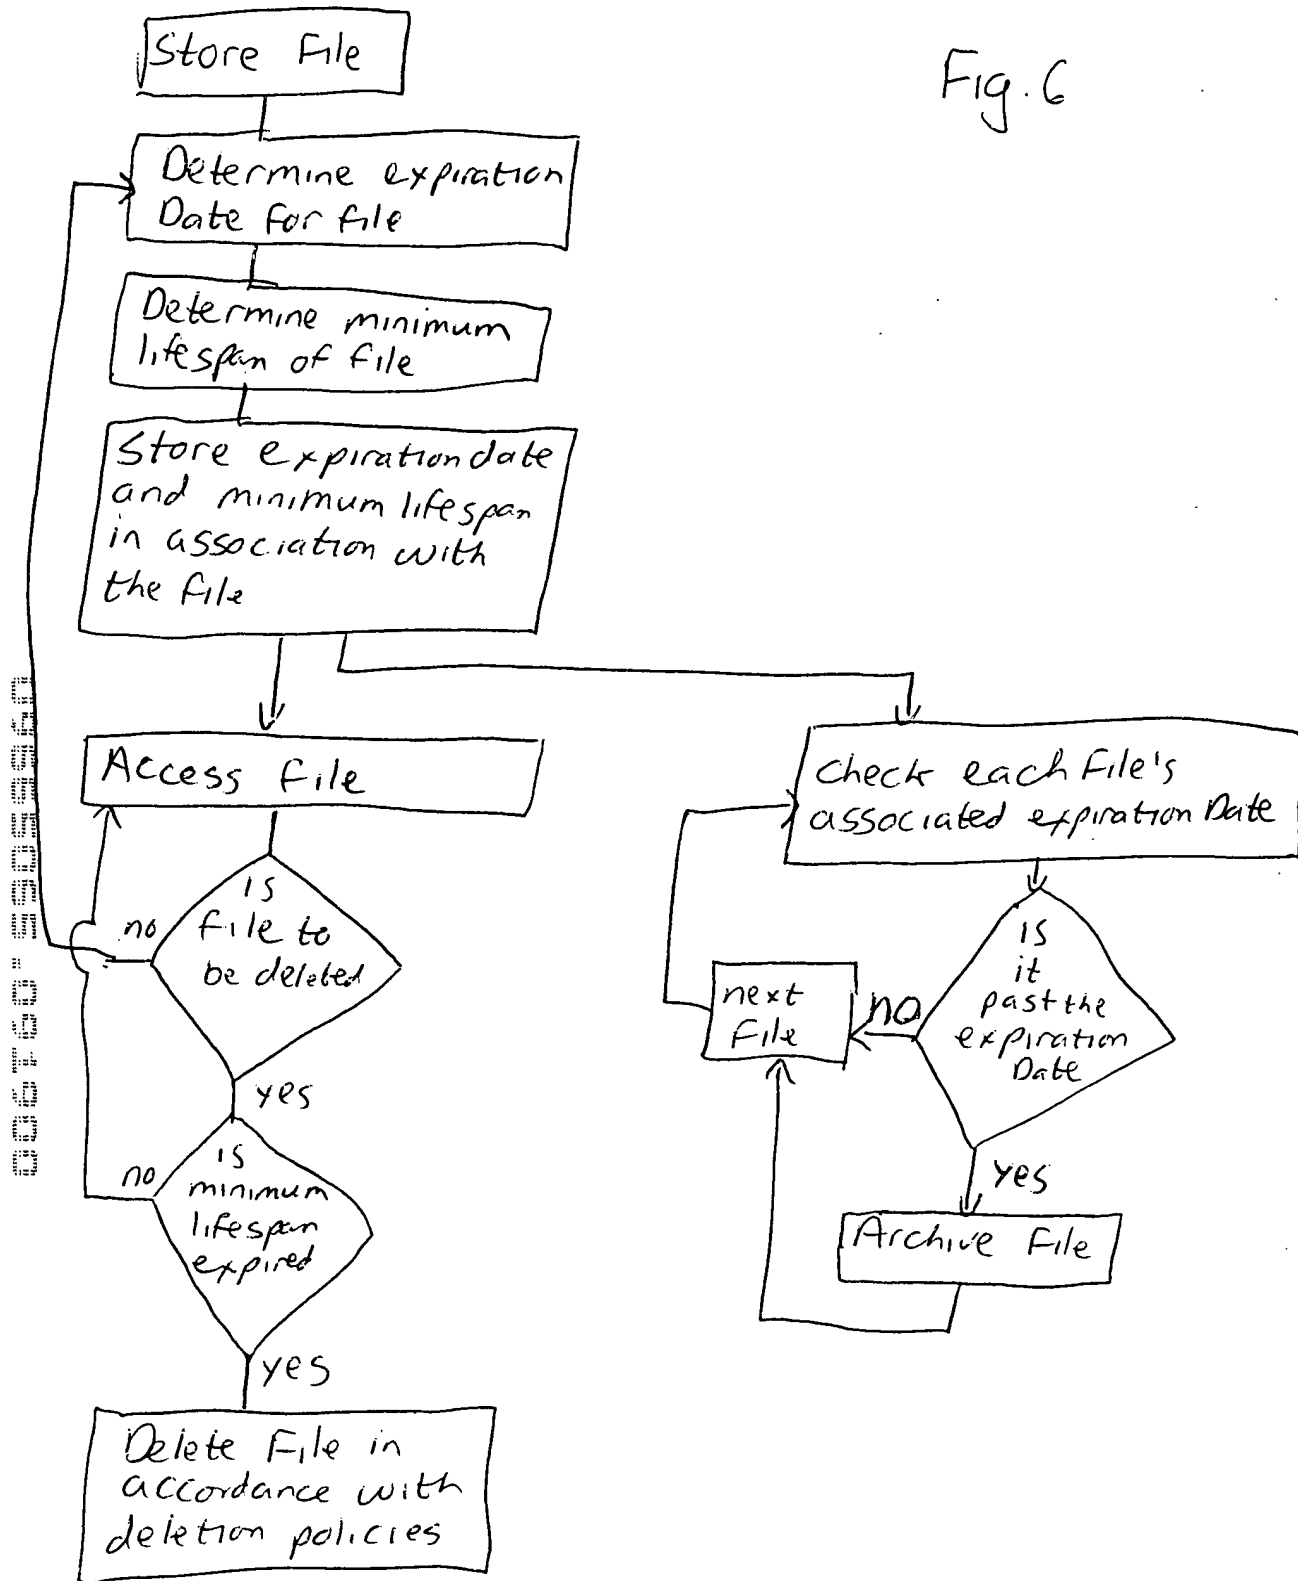 Fig. 6
Store File
Determine expiration
Date for file
Determine minimum
lifespan of file
Store expiration date
and minimum lifespan
in association with
the file
Access file
is
file to
be deleted
no
yes
is
minimum
lifespan
expired
no
yes
Delete File in
accordance with
deletion policies
check each file's
associated expiration Date
is
it
past the
expiration
Date
no
next
file
yes
Archive File